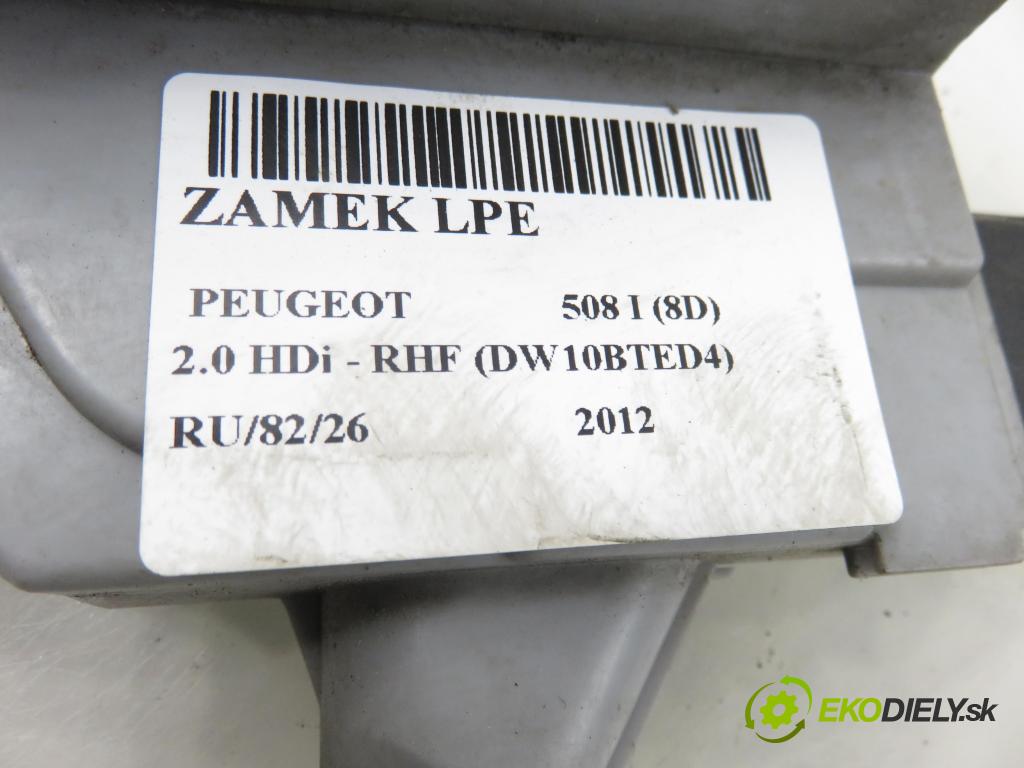 ZAMEK LPE
PEUGEOT 508 I (8D)
2.0 HDi - RHF (DW10BTED4)
RU/82/26 2012
EKODIELY.sk